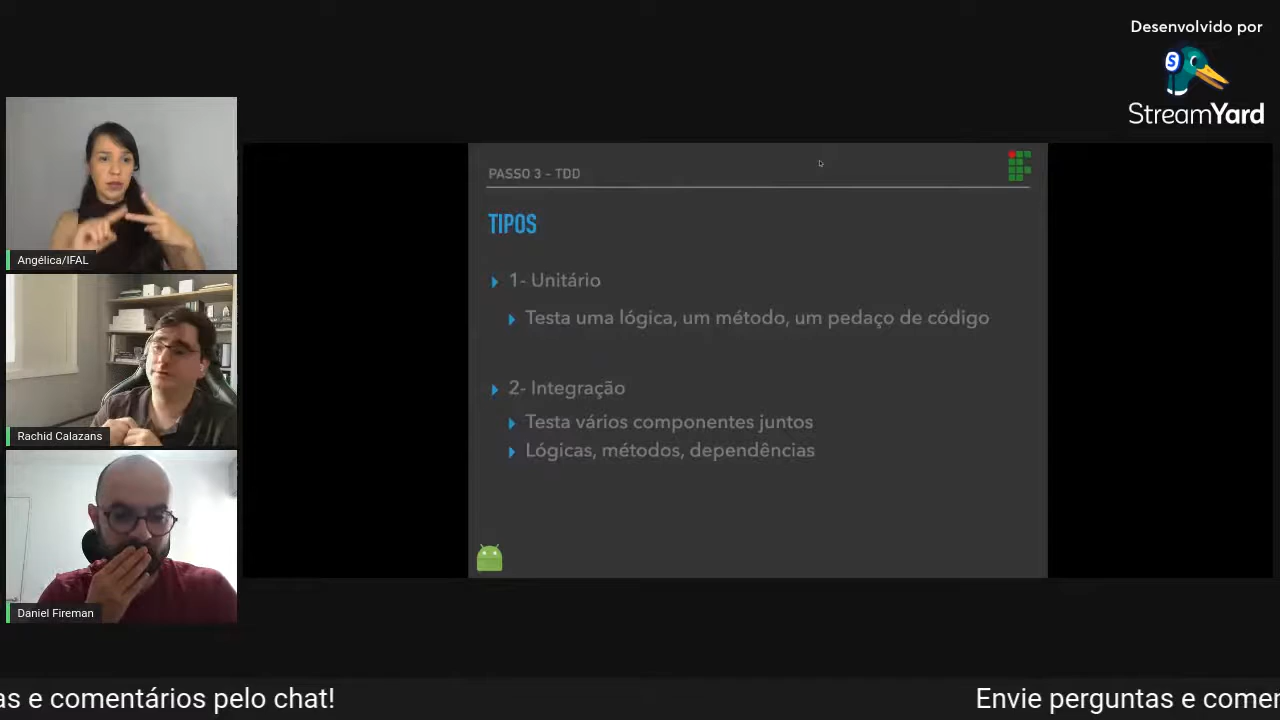 Desenvolvido por
StreamYard
Angélica/IFAL
Rachid Calazans
Daniel Fireman
PASSO 3 - TDD
TIPOS
1- Unitário
Testa uma lógica, um método, um pedaço de código
2- Integração
Testa vários componentes juntos
Lógicas, métodos, dependências
e comentários pelo chat!
Envie perguntas e